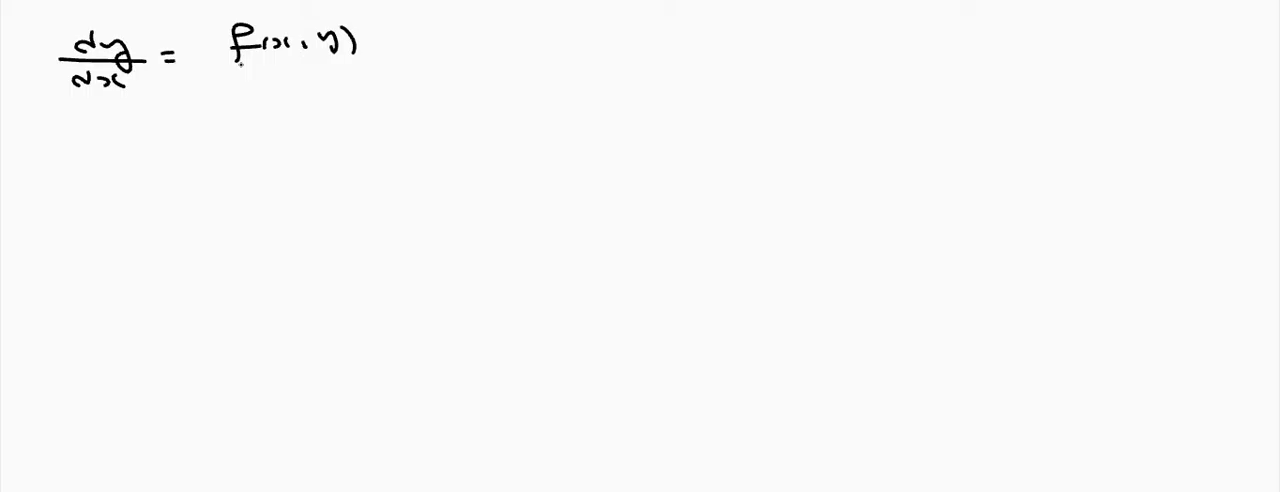 dy/dx = f(x, y)